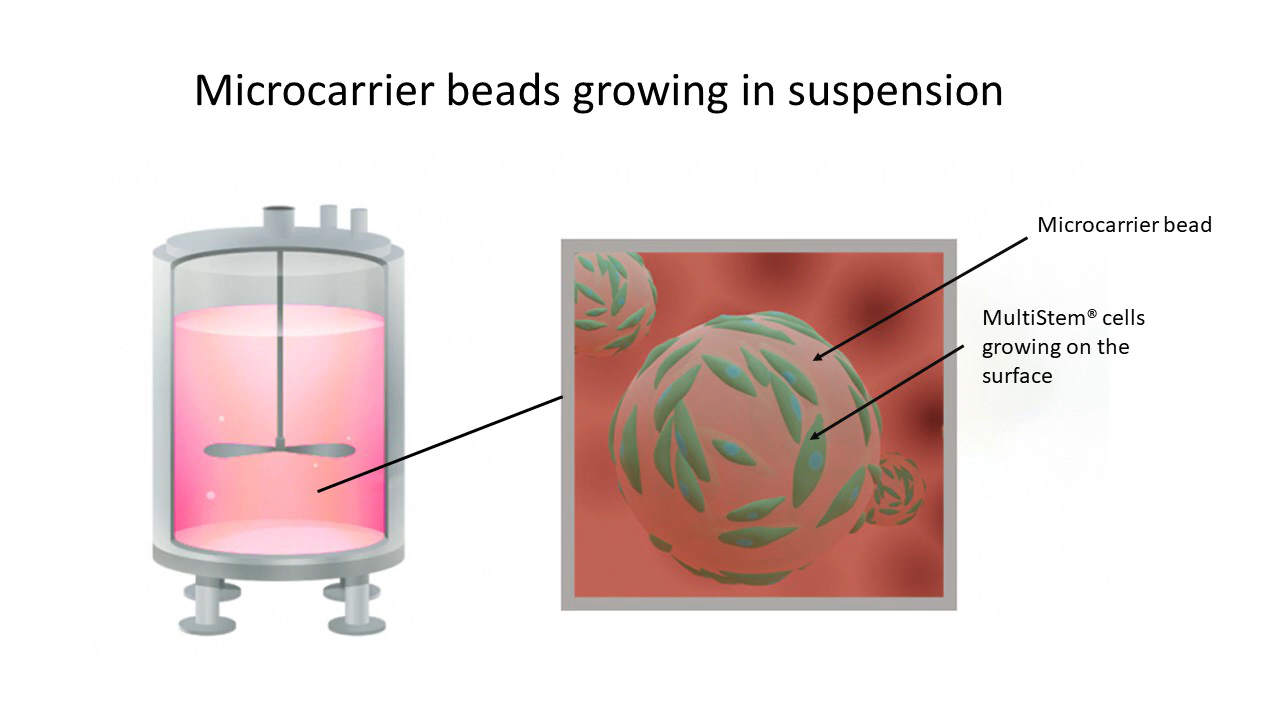 Microcarrier beads growing in suspension
Microcarrier bead
MultiStem® cells
growing on the
surface